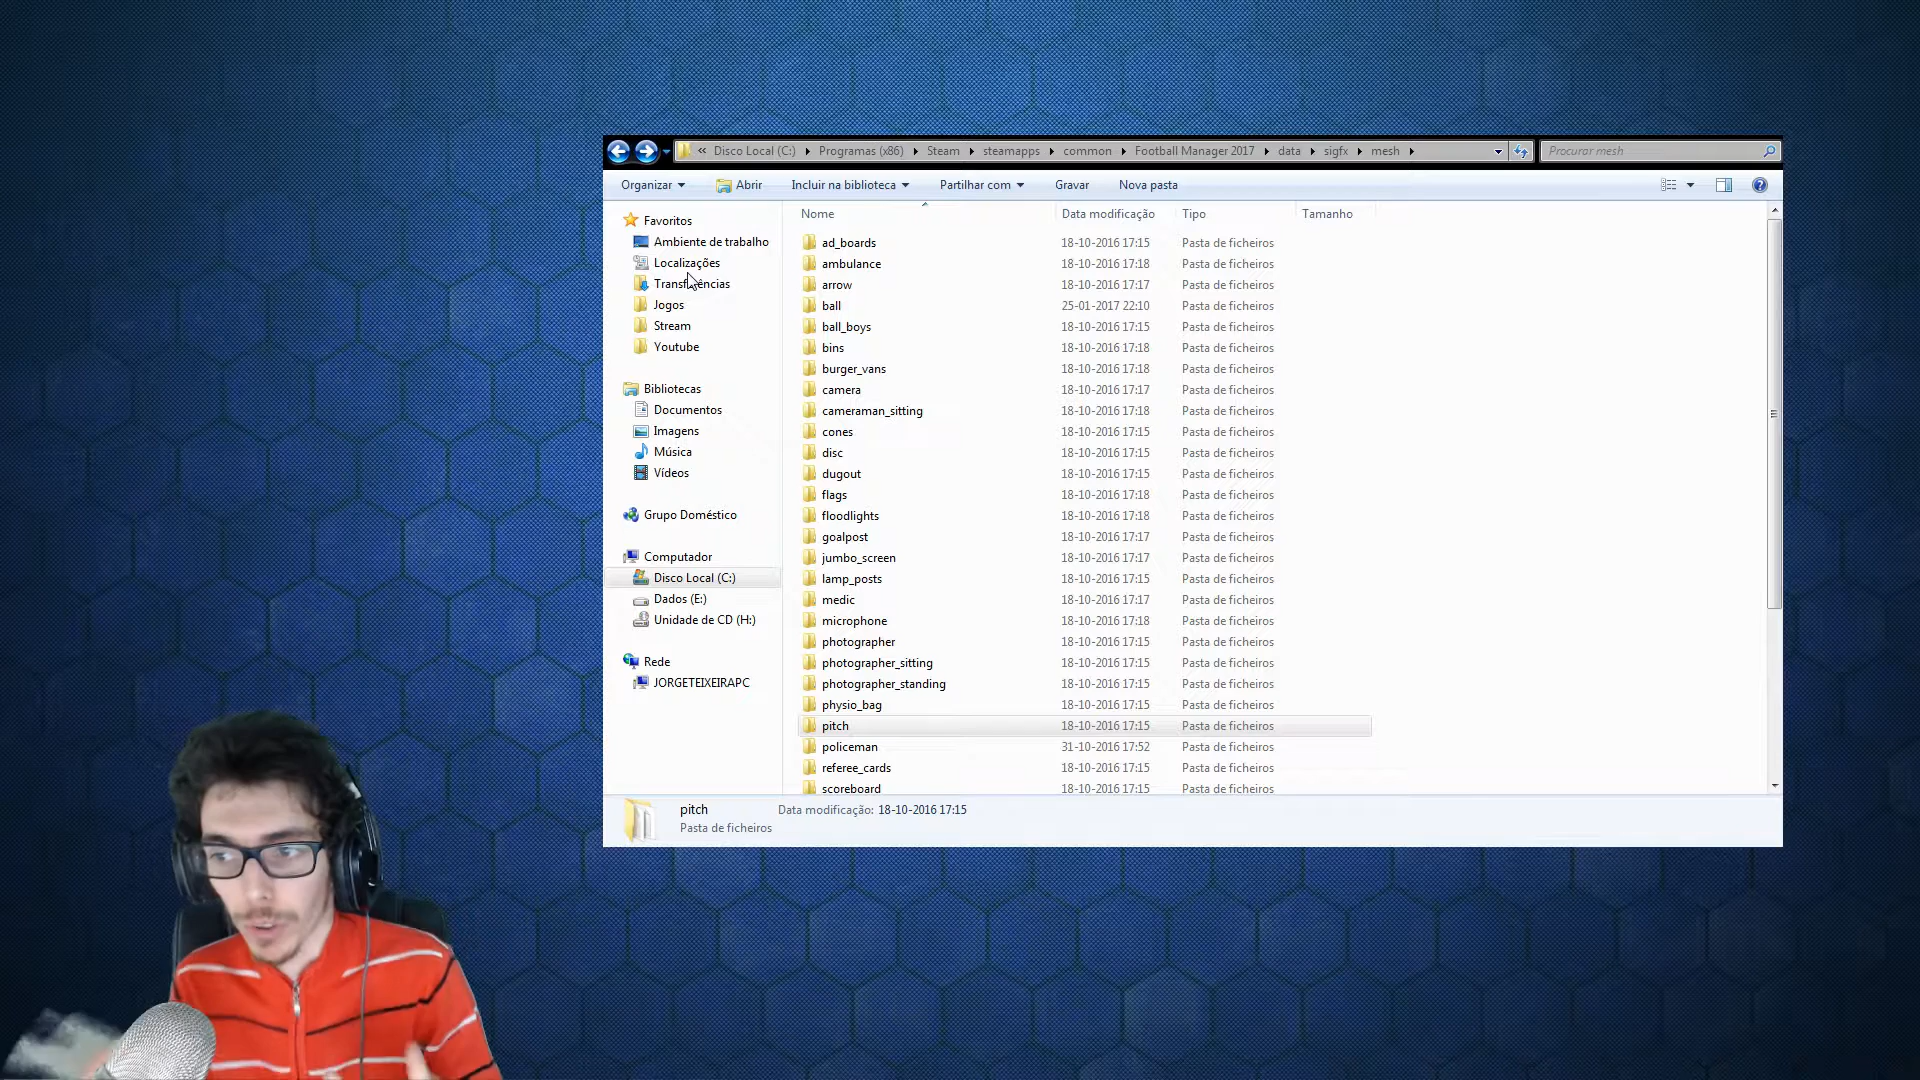 « Disco Local (C:) Programas (x86) Steam steamapps common Football Manager 2017 data sigfx mesh
Procurar mesh
Organizar Abrir Incluir na biblioteca Partilhar com Gravar Nova pasta
Favoritos
Ambiente de trabalho
Localizações
Transferências
Jogos
Stream
Youtube
Bibliotecas
Documentos
Imagens
Música
Vídeos
Grupo Doméstico
Computador
Disco Local (C:)
Dados (E:)
Unidade de CD (H:)
Rede
JORGETEIXEIRAPC
Nome Data modificação Tipo Tamanho
ad_boards 18-10-2016 17:15 Pasta de ficheiros
ambulance 18-10-2016 17:18 Pasta de ficheiros
arrow 18-10-2016 17:17 Pasta de ficheiros
ball 25-01-2017 22:10 Pasta de ficheiros
ball_boys 18-10-2016 17:15 Pasta de ficheiros
bins 18-10-2016 17:18 Pasta de ficheiros
burger_vans 18-10-2016 17:18 Pasta de ficheiros
camera 18-10-2016 17:17 Pasta de ficheiros
cameraman_sitting 18-10-2016 17:18 Pasta de ficheiros
cones 18-10-2016 17:15 Pasta de ficheiros
disc 18-10-2016 17:15 Pasta de ficheiros
dugout 18-10-2016 17:15 Pasta de ficheiros
flags 18-10-2016 17:18 Pasta de ficheiros
floodlights 18-10-2016 17:18 Pasta de ficheiros
goalpost 18-10-2016 17:17 Pasta de ficheiros
jumbo_screen 18-10-2016 17:17 Pasta de ficheiros
lamp_posts 18-10-2016 17:15 Pasta de ficheiros
medic 18-10-2016 17:17 Pasta de ficheiros
microphone 18-10-2016 17:18 Pasta de ficheiros
photographer 18-10-2016 17:15 Pasta de ficheiros
photographer_sitting 18-10-2016 17:15 Pasta de ficheiros
photographer_standing 18-10-2016 17:15 Pasta de ficheiros
physio_bag 18-10-2016 17:15 Pasta de ficheiros
pitch 18-10-2016 17:15 Pasta de ficheiros
policeman 31-10-2016 17:52 Pasta de ficheiros
referee_cards 18-10-2016 17:15 Pasta de ficheiros
scoreboard 18-10-2016 17:15 Pasta de ficheiros
pitch Data modificação: 18-10-2016 17:15
Pasta de ficheiros